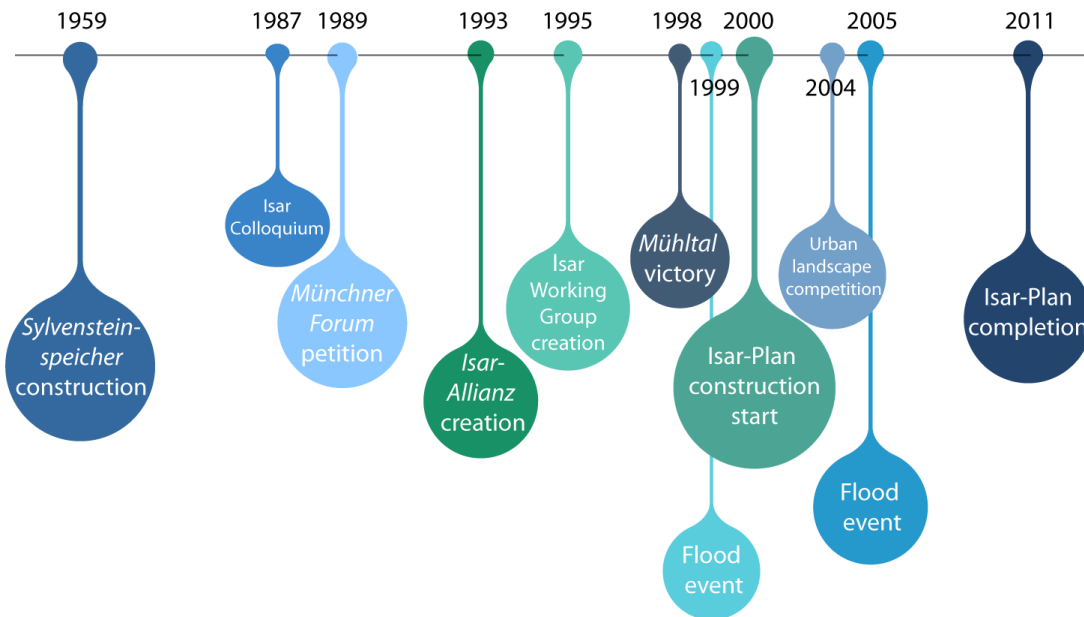 1959
1987
1989
1993
1995
1998
1999
2000
2004
2005
2011
Sylvenstein-
speicher
construction
Isar
Colloquium
Münchner
Forum
petition
Isar-
Allianz
creation
Isar
Working
Group
creation
Mühltal
victory
Flood
event
Isar-Plan
construction
start
Urban
landscape
competition
Flood
event
Isar-Plan
completion